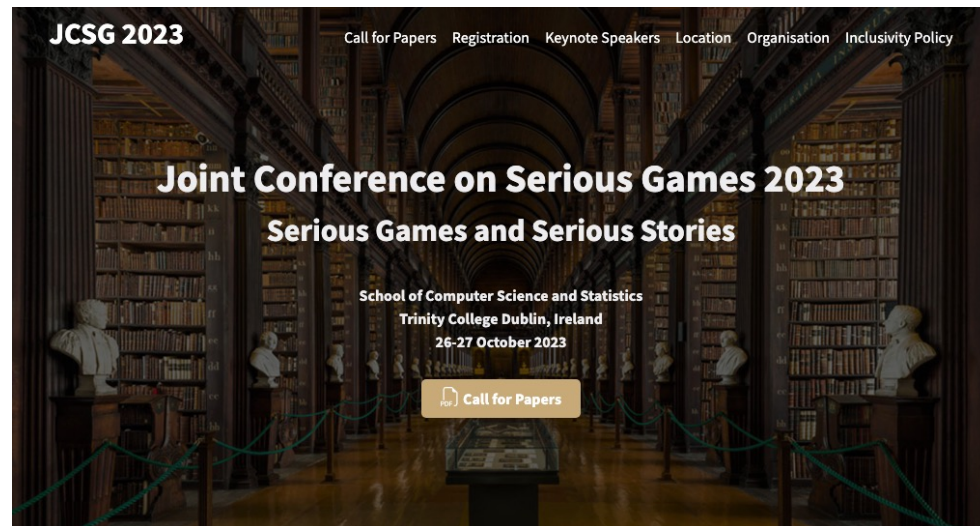 JCSG 2023
Call for Papers Registration Keynote Speakers Location Organisation Inclusivity Policy
Joint Conference on Serious Games 2023
Serious Games and Serious Stories
School of Computer Science and Statistics
Trinity College Dublin, Ireland
26-27 October 2023
PDF Call for Papers